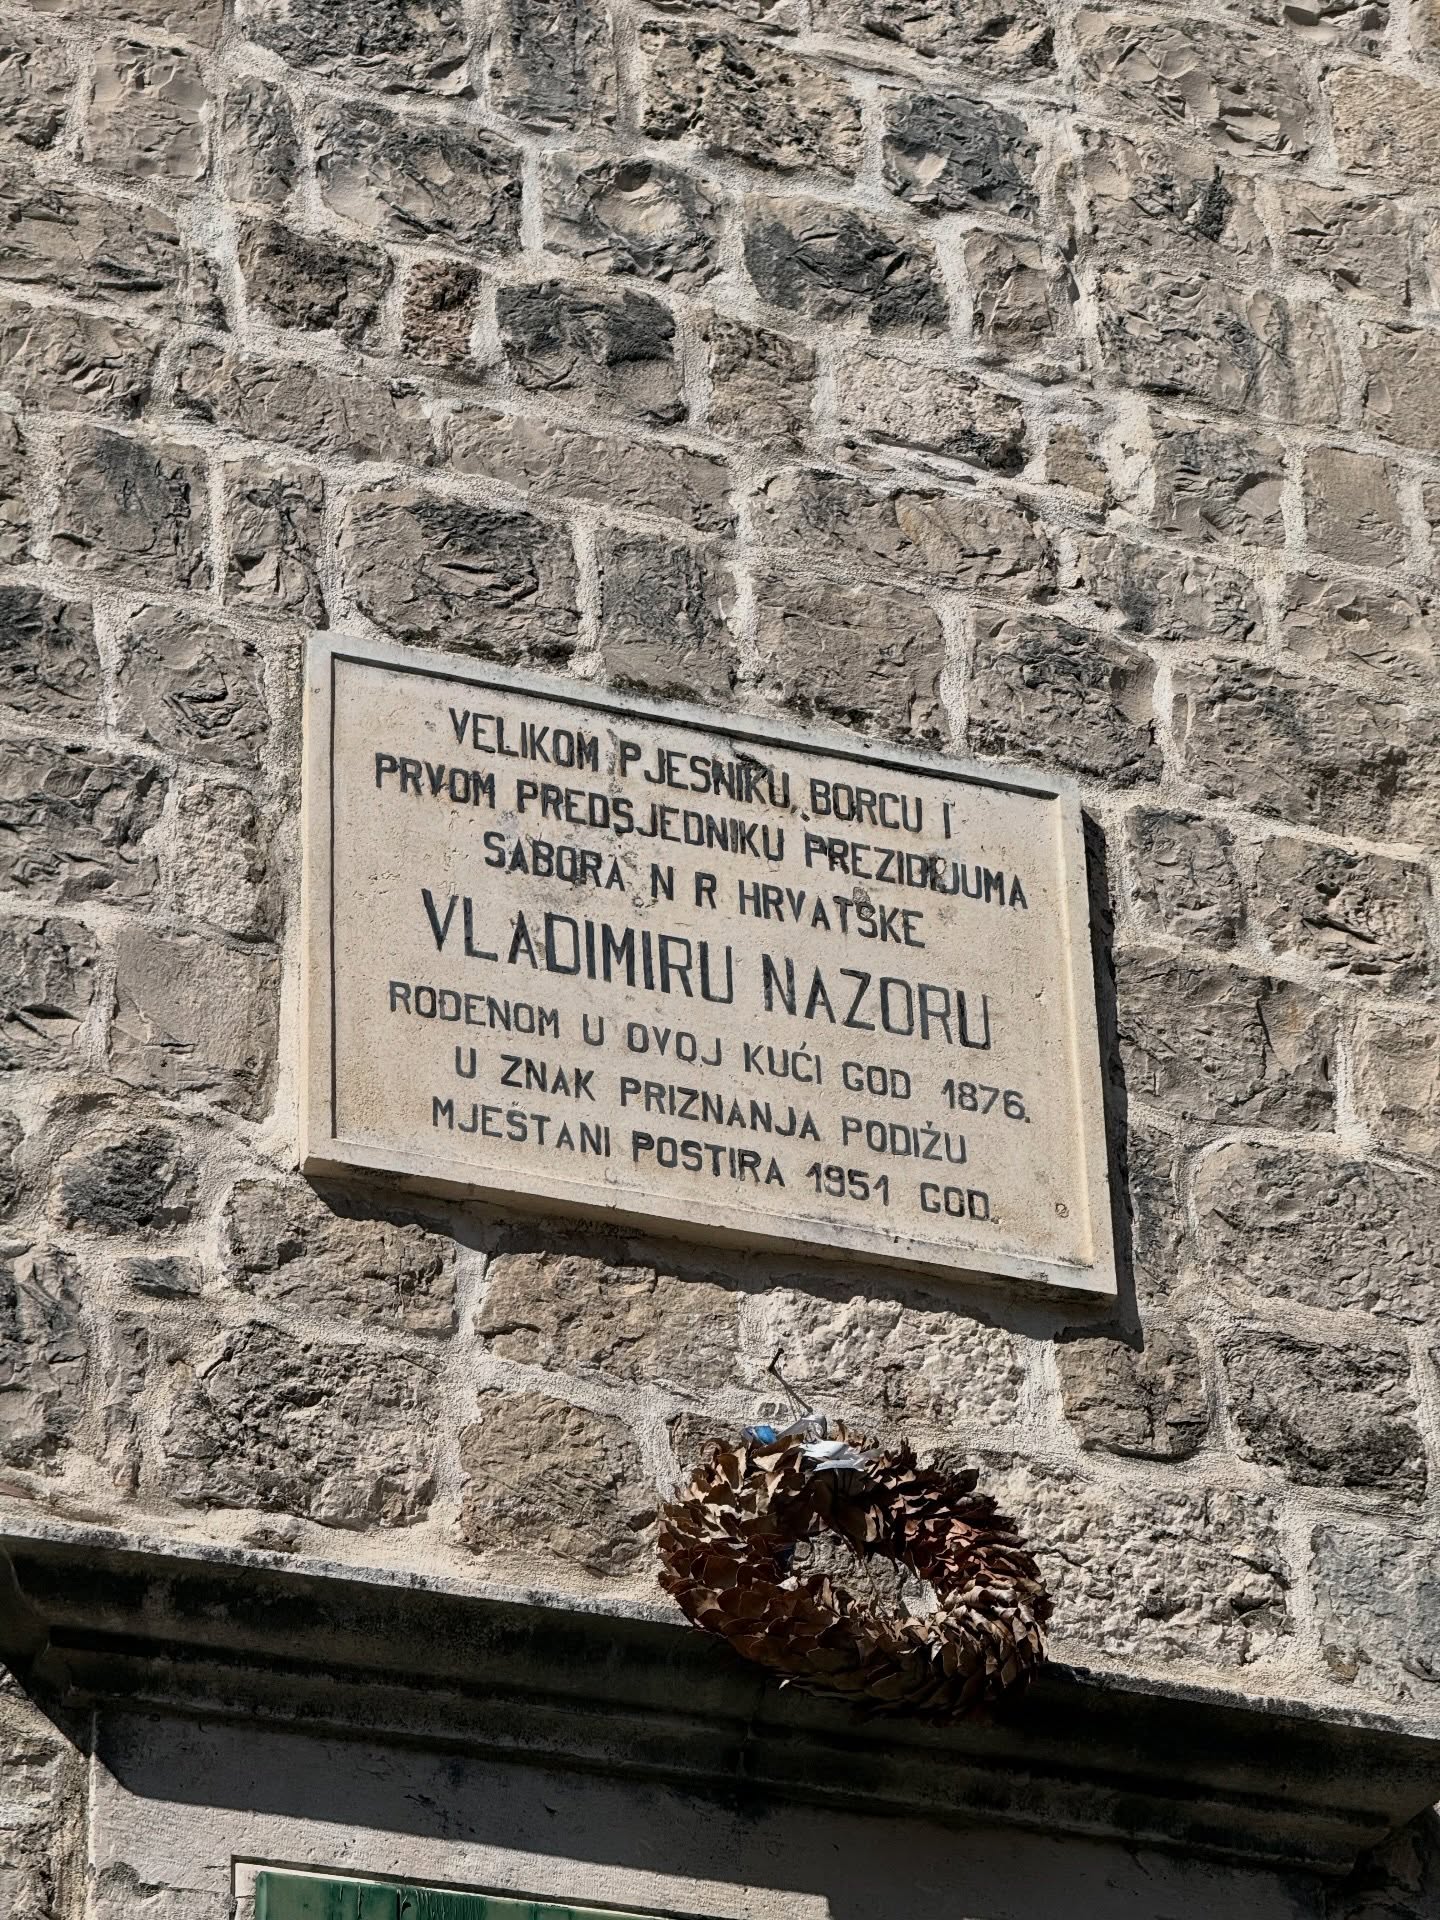 VELIKOM PJESNIKU, BORCU I
PRVOM PREDSJEDNIKU PREZIDIJUMA
SABORA N R HRVATSKE
VLADIMIRU NAZORU
ROĐENOM U OVOJ KUĆI GOD 1876.
U ZNAK PRIZNANJA PODIŽU
MJEŠTANI POSTIRA 1951 GOD.